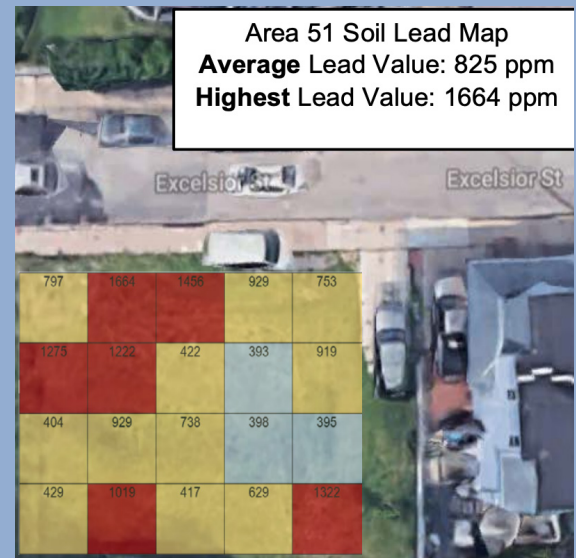 Area 51 Soil Lead Map
Average Lead Value: 825 ppm
Highest Lead Value: 1664 ppm
Excelsior St Excelsior St
797 1664 1456 929 753
1275 1222 422 393 919
404 929 738 398 395
429 1019 417 629 1322